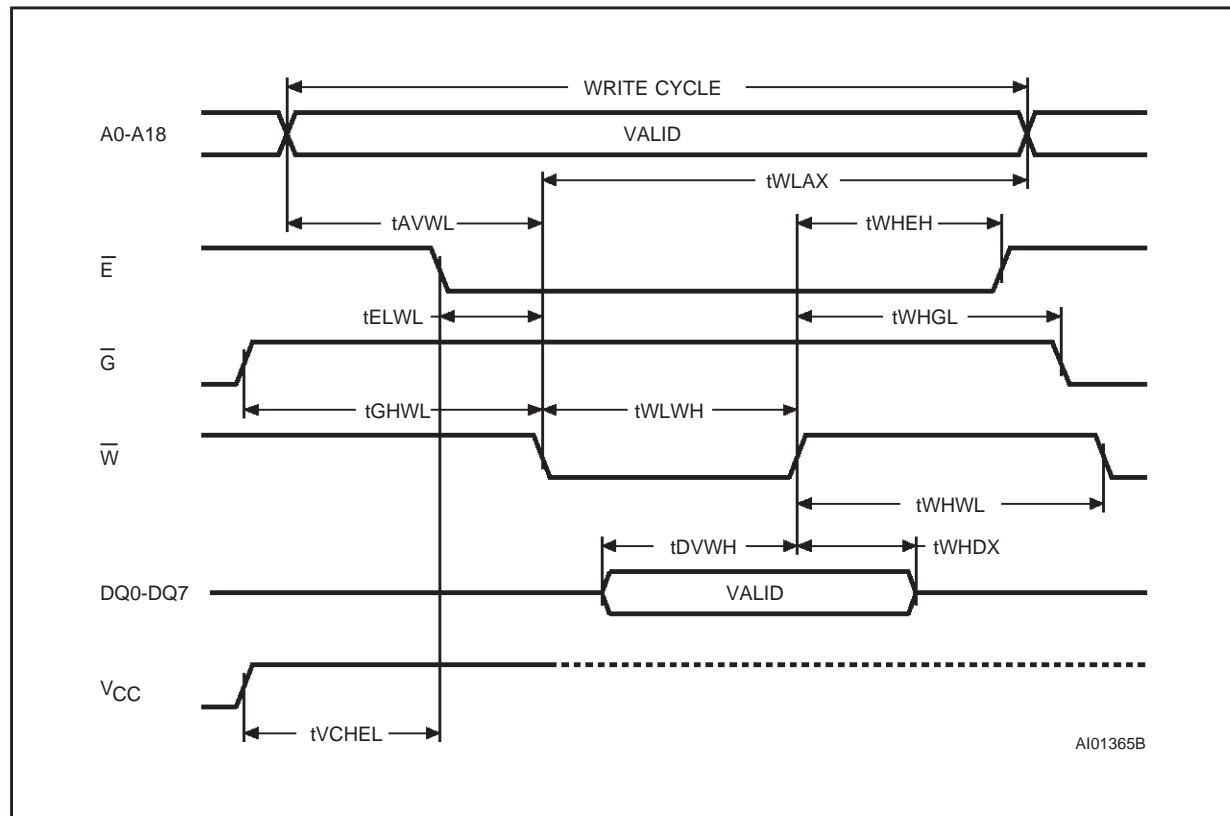 WRITE CYCLE
A0-A18
VALID
tWLAX
tAVWL
tWHEH
E
tELWL
tWHGL
G
tGHWL
tWLWH
W
tWHWL
tDVWH
tWHDX
DQ0-DQ7
VALID
VCC
tVCHEL
AI01365B